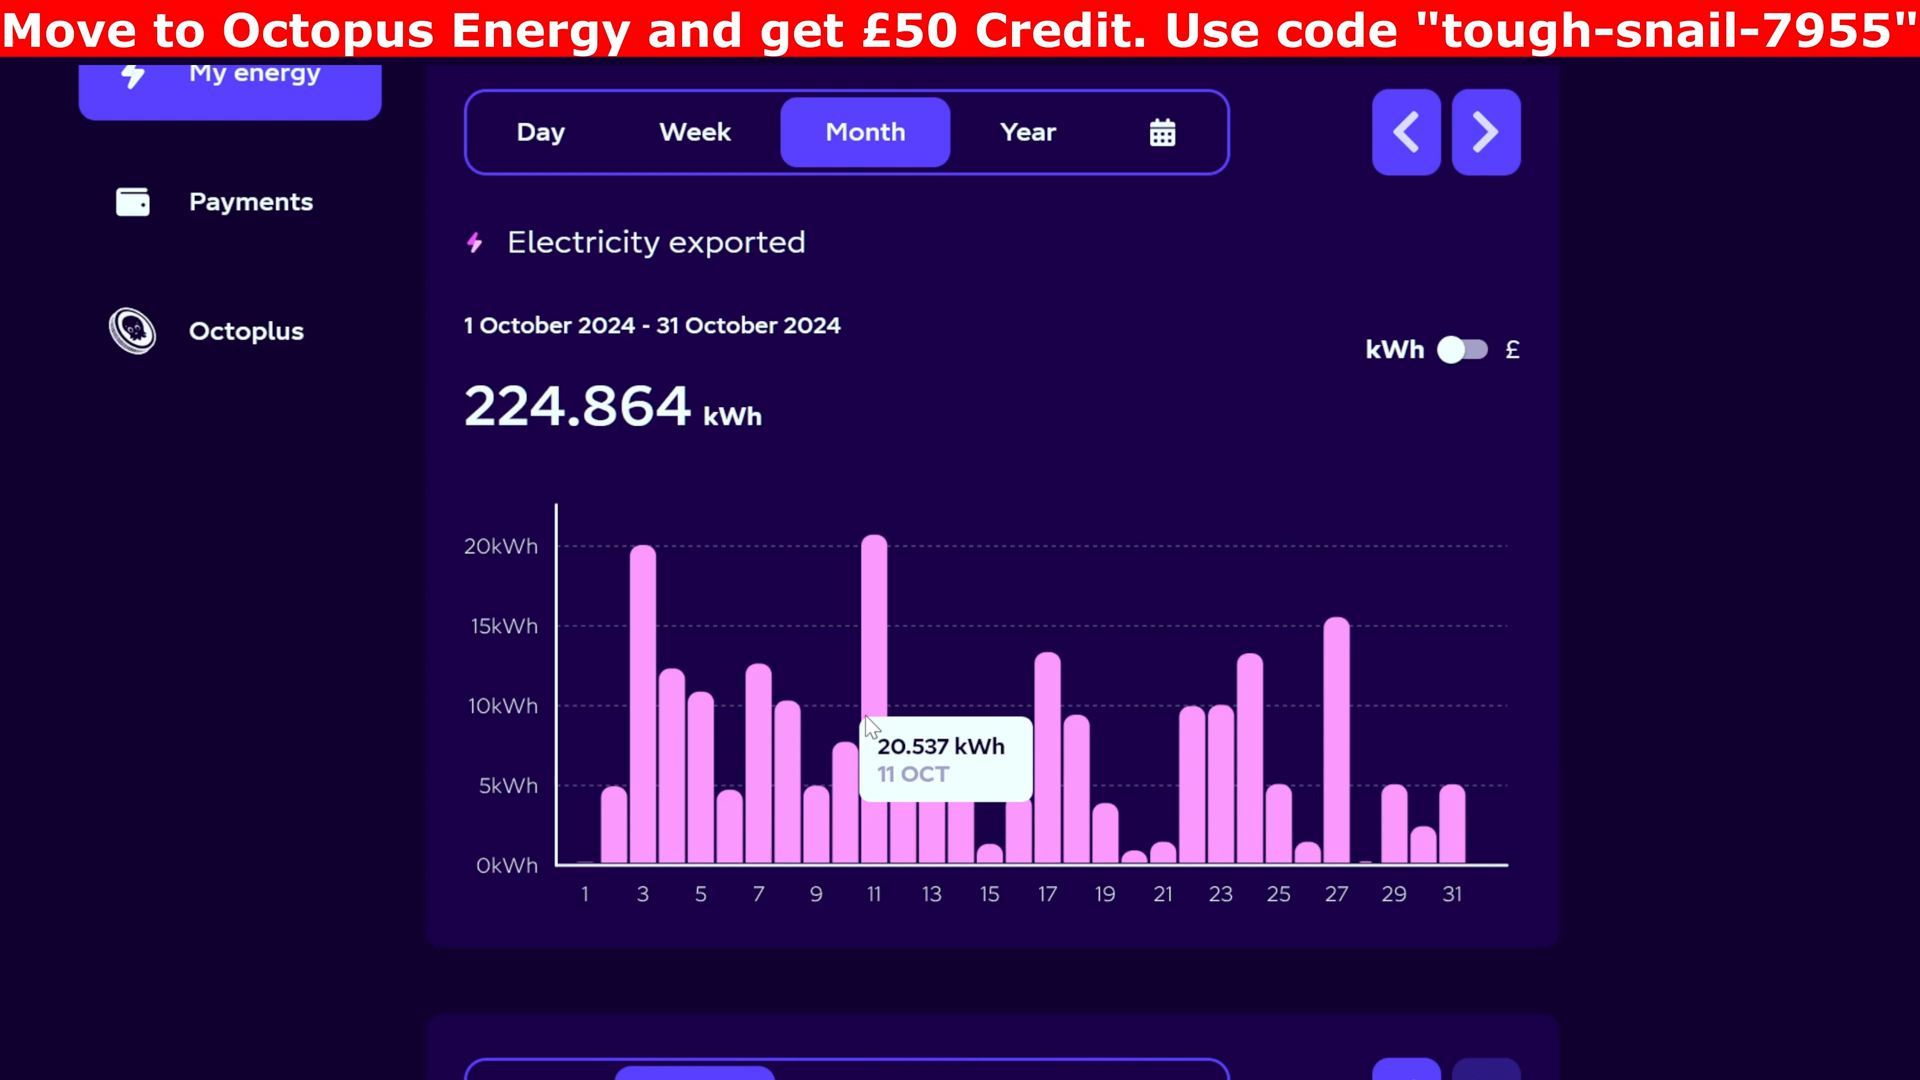 Move to Octopus Energy and get £50 Credit. Use code "tough-snail-7955"
My energy
Payments
Octoplus
Day Week Month Year
Electricity exported
1 October 2024 - 31 October 2024
kWh £
224.864 kWh
20kWh
15kWh
10kWh
5kWh
0kWh
20.537 kWh
11 OCT
1 3 5 7 9 11 13 15 17 19 21 23 25 27 29 31